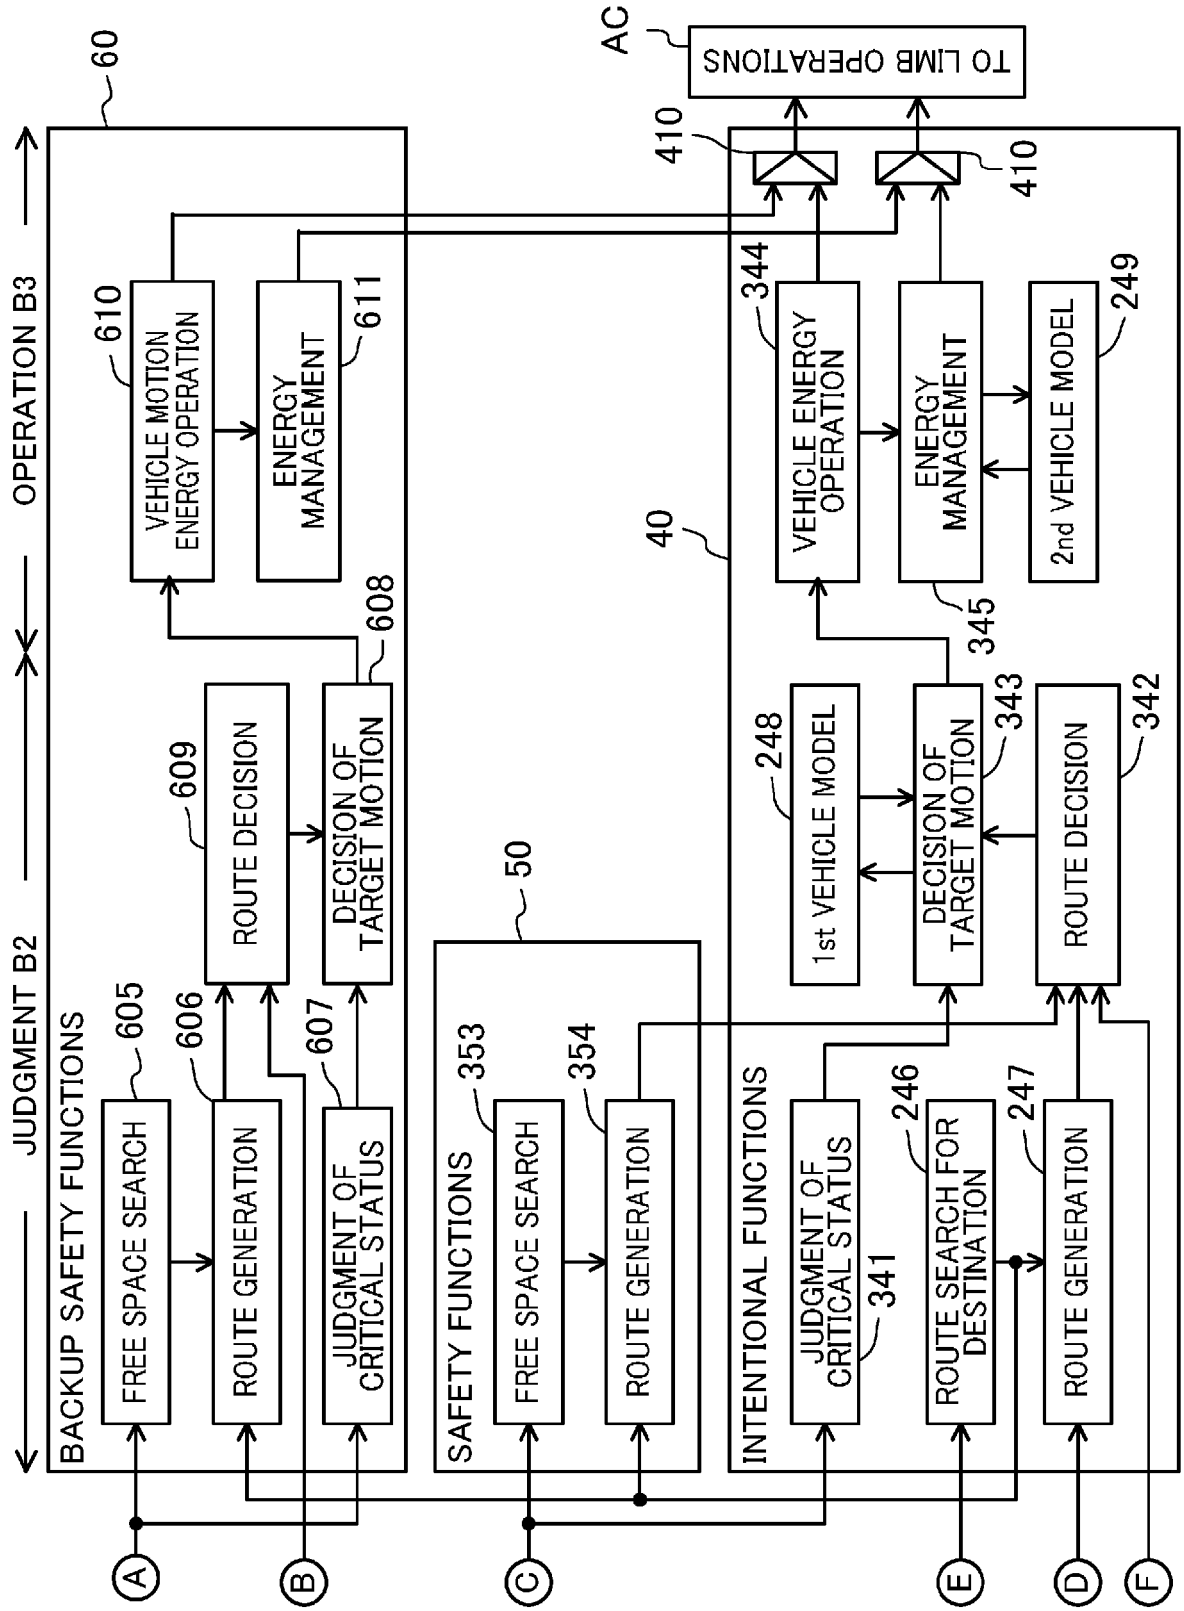 JUDGMENT B2
OPERATION B3
BACKUP SAFETY FUNCTIONS
60
FREE SPACE SEARCH
605
ROUTE GENERATION
606
JUDGMENT OF
CRITICAL STATUS
607
ROUTE DECISION
609
DECISION OF
TARGET MOTION
608
VEHICLE MOTION
ENERGY OPERATION
610
ENERGY
MANAGEMENT
611
SAFETY FUNCTIONS
50
FREE SPACE SEARCH
353
ROUTE GENERATION
354
INTENTIONAL FUNCTIONS
40
JUDGMENT OF
CRITICAL STATUS
341
ROUTE SEARCH FOR
DESTINATION
246
ROUTE GENERATION
247
1st VEHICLE MODEL
248
DECISION OF
TARGET MOTION
343
ROUTE DECISION
342
VEHICLE ENERGY
OPERATION
344
ENERGY
MANAGEMENT
345
2nd VEHICLE MODEL
249
410
410
TO LIMB OPERATIONS
AC
A
B
C
E
D
F